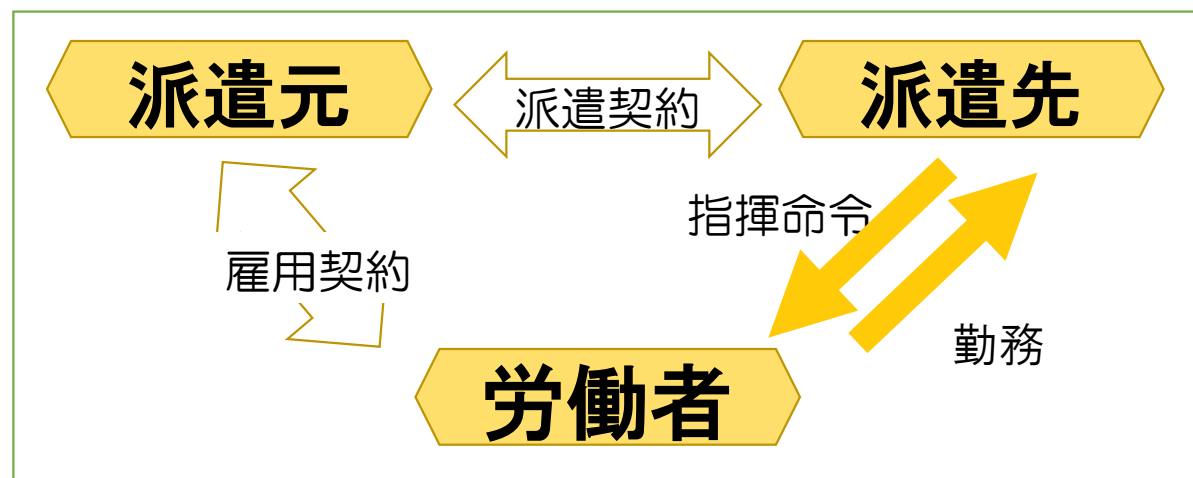 派遣元
派遣契約
派遣先
指揮命令
雇用契約
勤務
労働者